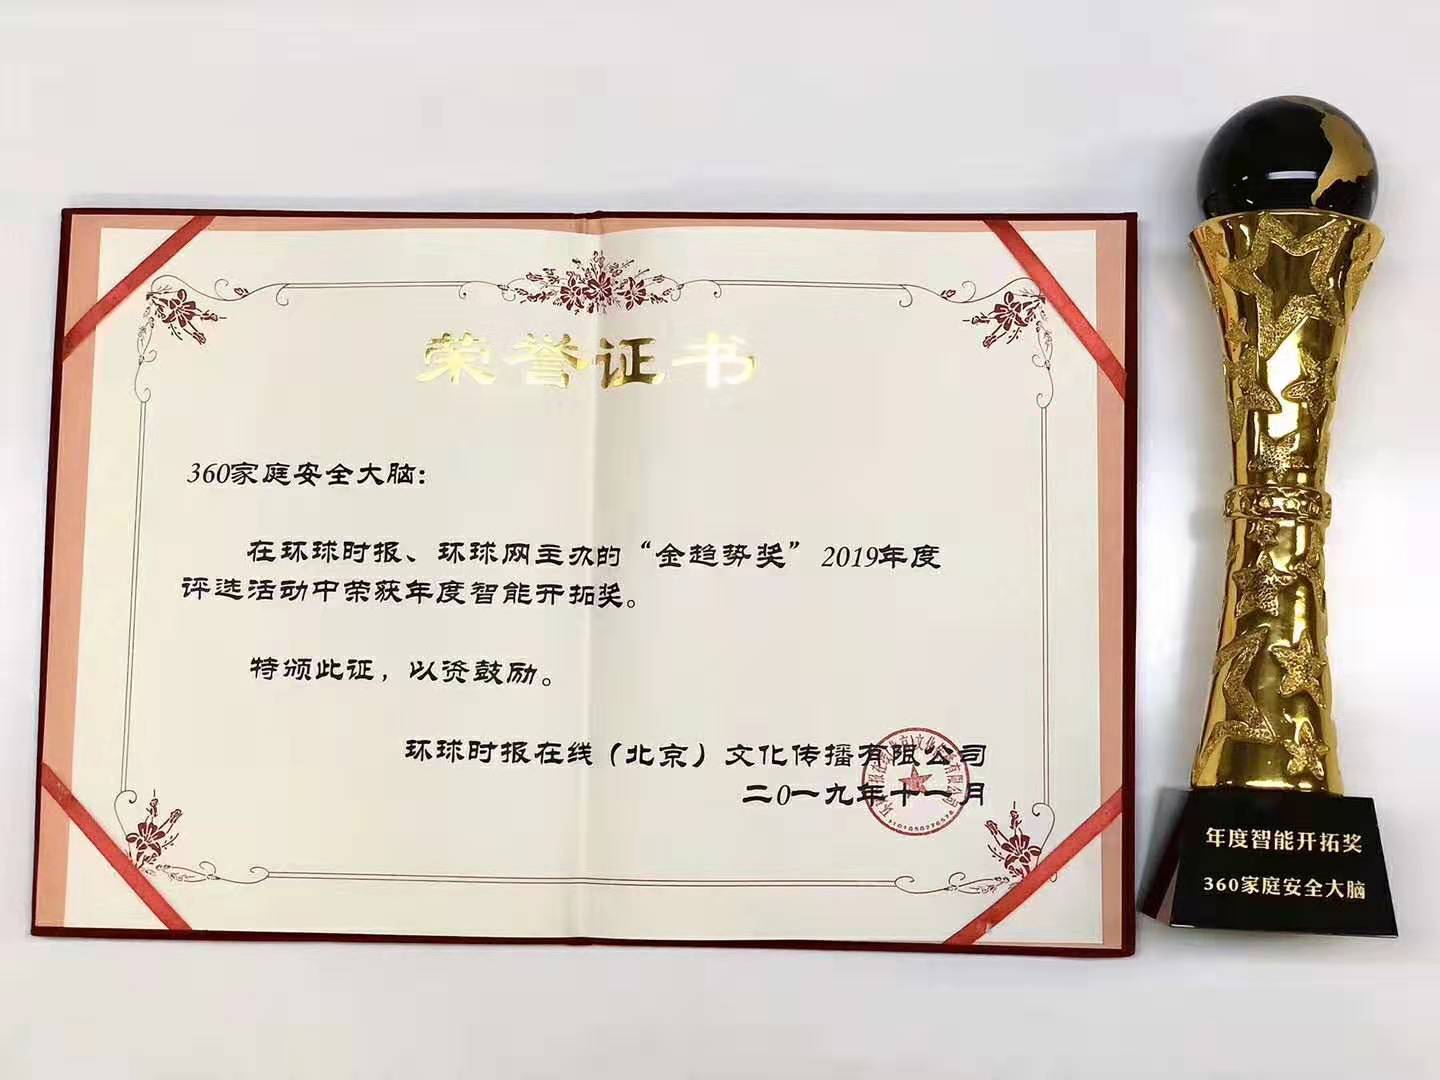 荣誉证书
360家庭安全大脑:
在环球时报、环球网主办的“金趋势奖”2019年度
评选活动中荣获年度智能开拓奖。
特颁此证，以资鼓励。
环球时报在线（北京）文化传播有限公司
二0一九年十一月
年度智能开拓奖
360家庭安全大脑